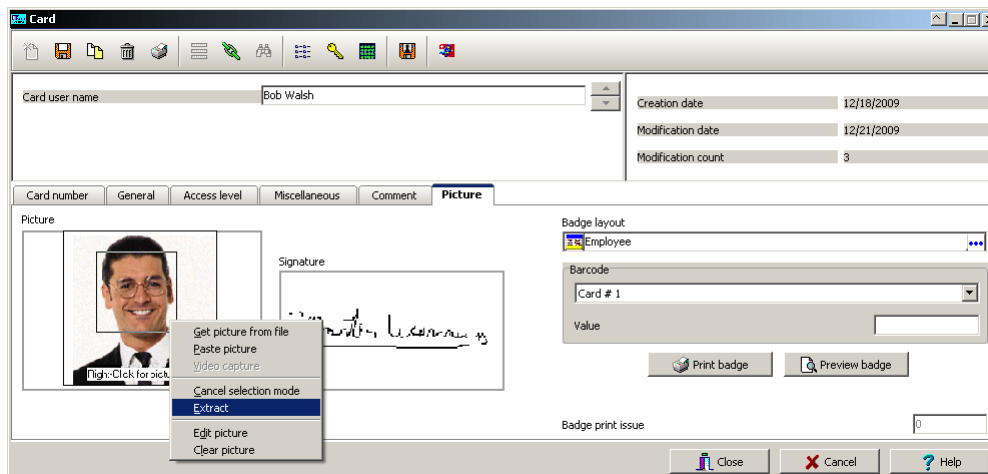 Card
Card user name
Bob Walsh
Creation date 12/18/2009
Modification date 12/21/2009
Modification count 3
Card number General Access level Miscellaneous Comment Picture
Picture
Signature
Right-Click for
Get picture from file
Paste picture
Video capture
Cancel selection mode
Extract
Edit picture
Clear picture
Badge layout
Employee
Barcode
Card # 1
Value
Print badge Preview badge
Badge print issue 0
Close Cancel Help